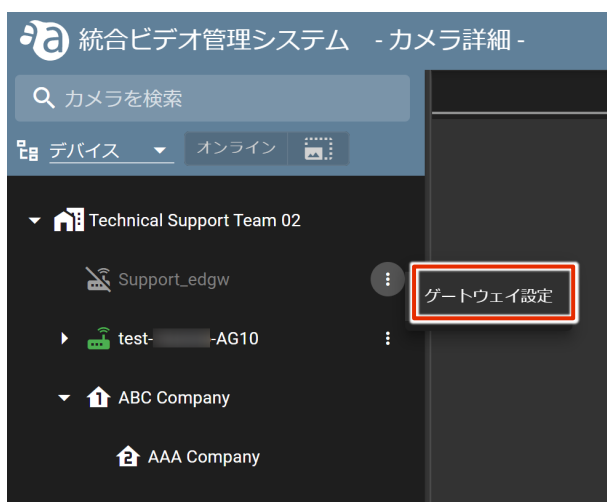 統合ビデオ管理システム - カメラ詳細 -
カメラを検索
デバイス オンライン
Technical Support Team 02
Support_edgw
ゲートウェイ設定
test- -AG10
1 ABC Company
2 AAA Company